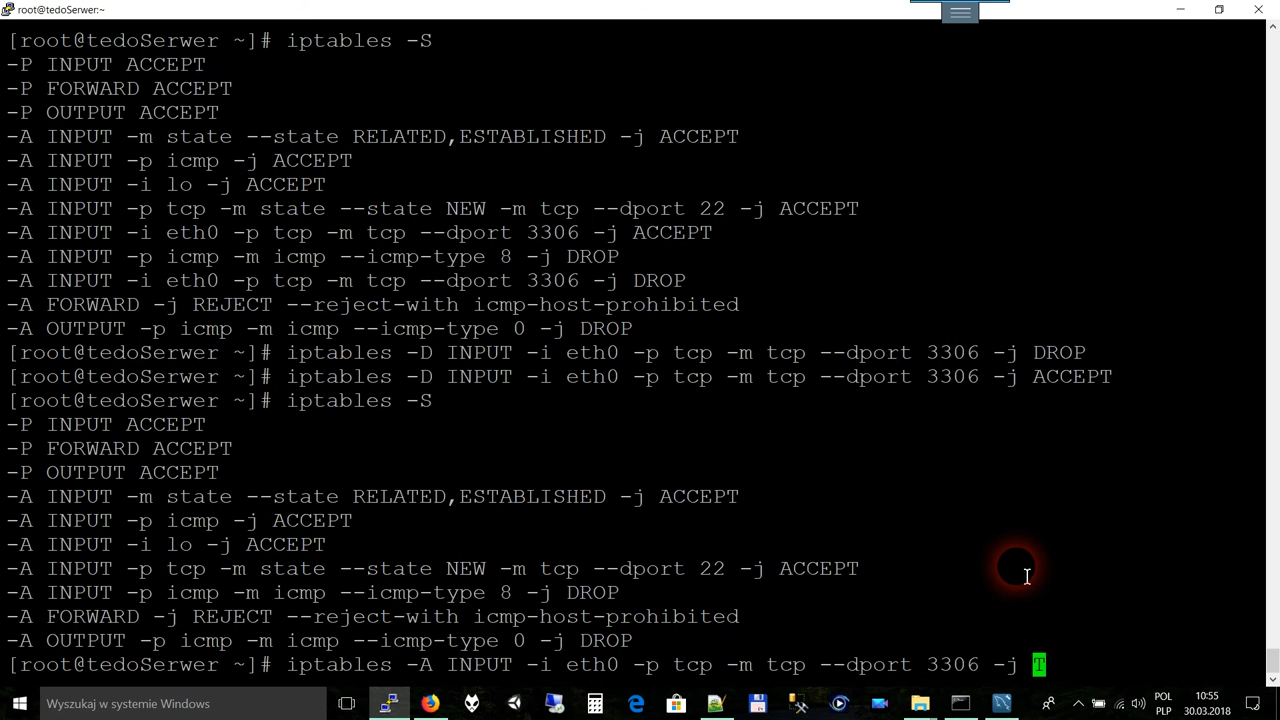 root@tedoSerwer:~
[root@tedoSerwer ~]# iptables -S
-P INPUT ACCEPT
-P FORWARD ACCEPT
-P OUTPUT ACCEPT
-A INPUT -m state --state RELATED,ESTABLISHED -j ACCEPT
-A INPUT -p icmp -j ACCEPT
-A INPUT -i lo -j ACCEPT
-A INPUT -p tcp -m state --state NEW -m tcp --dport 22 -j ACCEPT
-A INPUT -i eth0 -p tcp -m tcp --dport 3306 -j ACCEPT
-A INPUT -p icmp -m icmp --icmp-type 8 -j DROP
-A INPUT -i eth0 -p tcp -m tcp --dport 3306 -j DROP
-A FORWARD -j REJECT --reject-with icmp-host-prohibited
-A OUTPUT -p icmp -m icmp --icmp-type 0 -j DROP
[root@tedoSerwer ~]# iptables -D INPUT -i eth0 -p tcp -m tcp --dport 3306 -j DROP
[root@tedoSerwer ~]# iptables -D INPUT -i eth0 -p tcp -m tcp --dport 3306 -j ACCEPT
[root@tedoSerwer ~]# iptables -S
-P INPUT ACCEPT
-P FORWARD ACCEPT
-P OUTPUT ACCEPT
-A INPUT -m state --state RELATED,ESTABLISHED -j ACCEPT
-A INPUT -p icmp -j ACCEPT
-A INPUT -i lo -j ACCEPT
-A INPUT -p tcp -m state --state NEW -m tcp --dport 22 -j ACCEPT
-A INPUT -p icmp -m icmp --icmp-type 8 -j DROP
-A FORWARD -j REJECT --reject-with icmp-host-prohibited
-A OUTPUT -p icmp -m icmp --icmp-type 0 -j DROP
[root@tedoSerwer ~]# iptables -A INPUT -i eth0 -p tcp -m tcp --dport 3306 -j T
Wyszukaj w systemie Windows
POL
PLP
10:55
30.03.2018